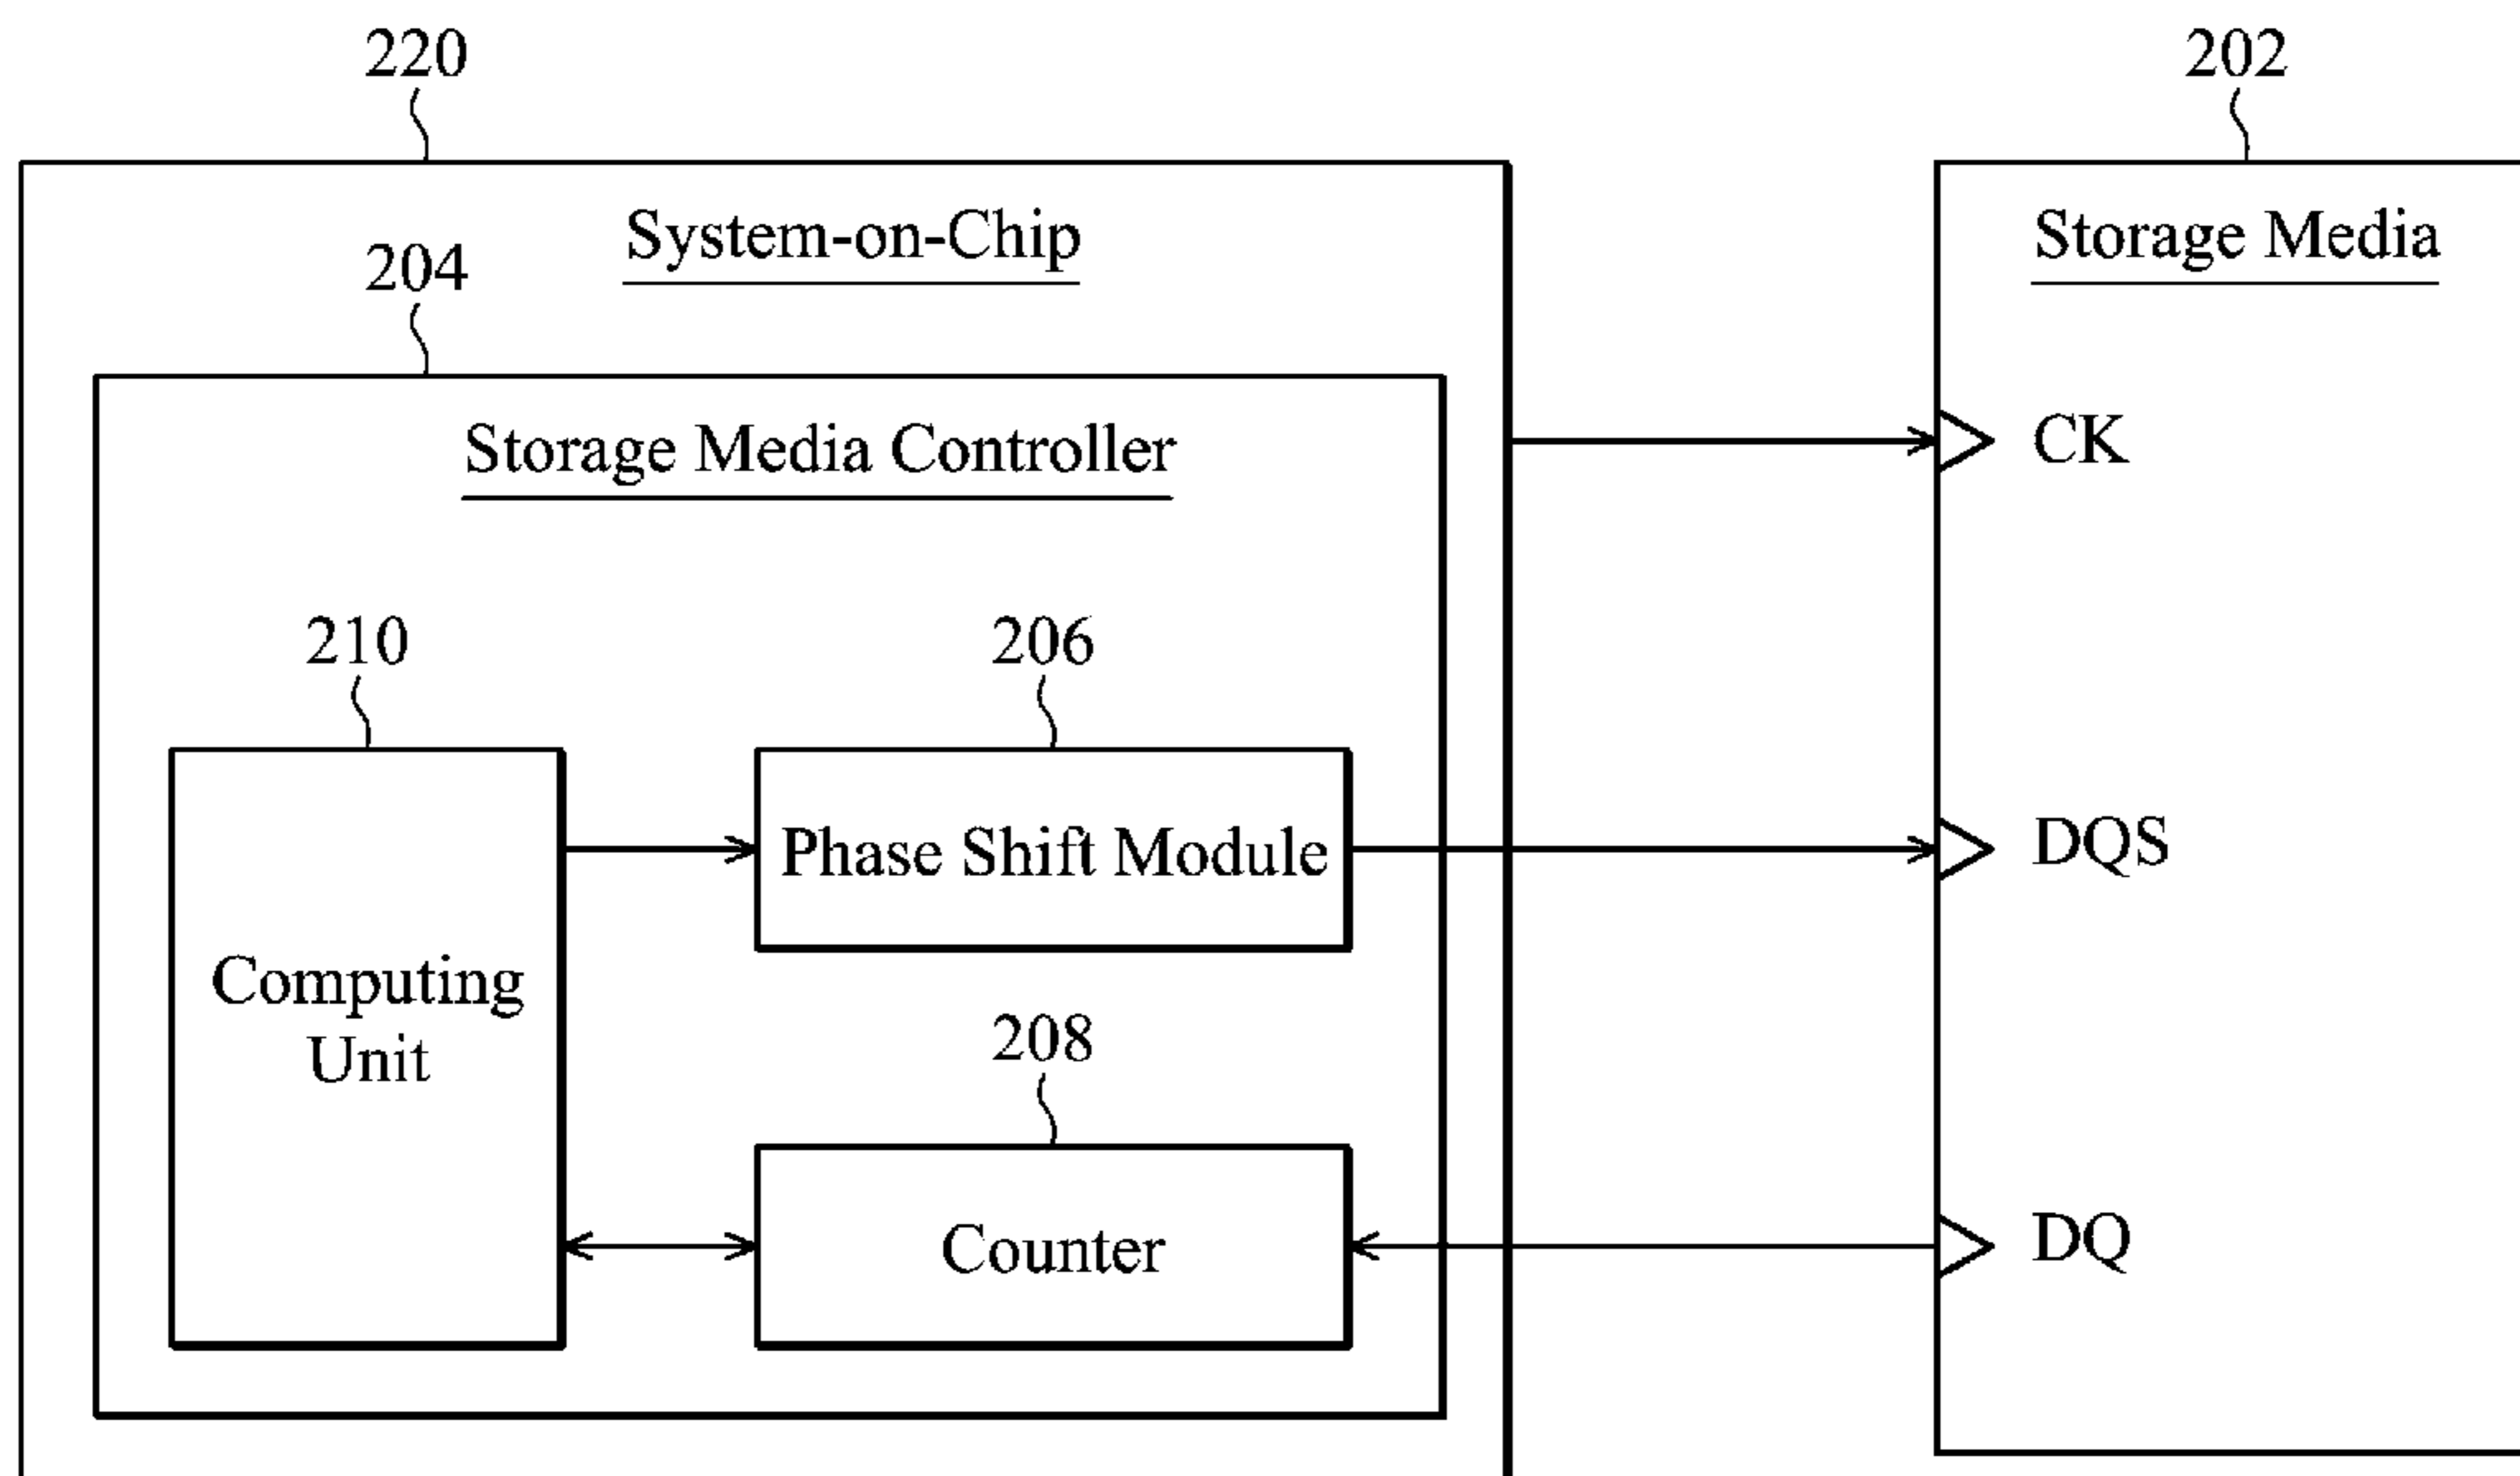 220
202
System-on-Chip
Storage Media
204
Storage Media Controller
CK
210
206
Phase Shift Module
DQS
Computing
Unit
208
Counter
DQ